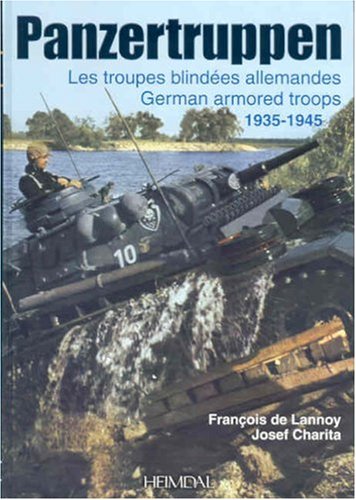 Panzertruppen
Les troupes blindées allemandes
German armored troops
1935-1945
10
François de Lannoy
Josef Charita
HEIMDAL